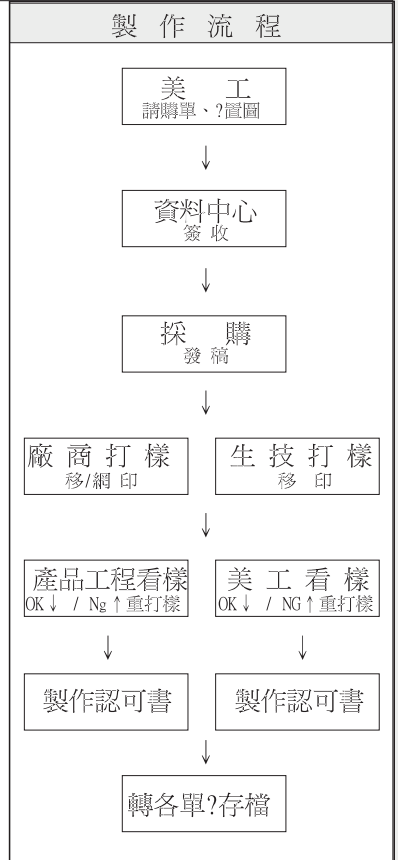 製 作 流 程
美 工
請購單、?置圖
↓
資料中心
簽 收
↓
採 購
發 稿
↓
廠 商 打 樣
移/網 印
生 技 打 樣
移 印
↓
產品工程看樣
OK↓ / Ng↑重打樣
美 工 看 樣
OK↓ / NG↑重打樣
↓ ↓
製作認可書
製作認可書
↓
轉各單?存檔